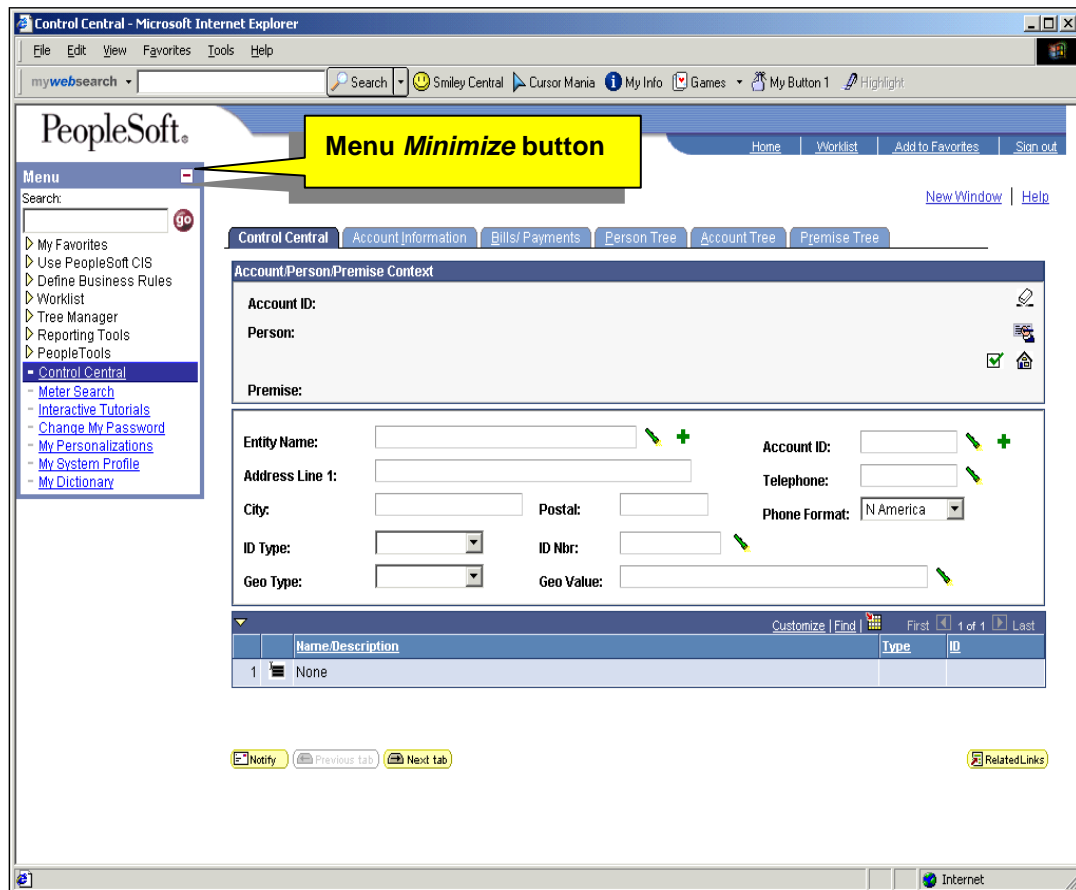 Control Central - Microsoft Internet Explorer
File Edit View Favorites Tools Help
mywebsearch Search Smiley Central Cursor Mania My Info Games My Button 1 Highlight
PeopleSoft.
Menu Minimize button
Home Worklist Add to Favorites Sign out
Menu
New Window | Help
Search:
go
My Favorites
Use PeopleSoft CIS
Define Business Rules
Worklist
Tree Manager
Reporting Tools
PeopleTools
Control Central
Meter Search
Interactive Tutorials
Change My Password
My Personalizations
My System Profile
My Dictionary
Control Central Account Information Bills/ Payments Person Tree Account Tree Premise Tree
Account/Person/Premise Context
Account ID:
Person:
Premise:
Entity Name: Account ID:
Address Line 1: Telephone:
City: Postal: Phone Format: N America
ID Type: ID Nbr:
Geo Type: Geo Value:
Customize | Find | First 1 of 1 Last
Name/Description Type ID
1 None
Notify Previous tab Next tab Related Links
Internet